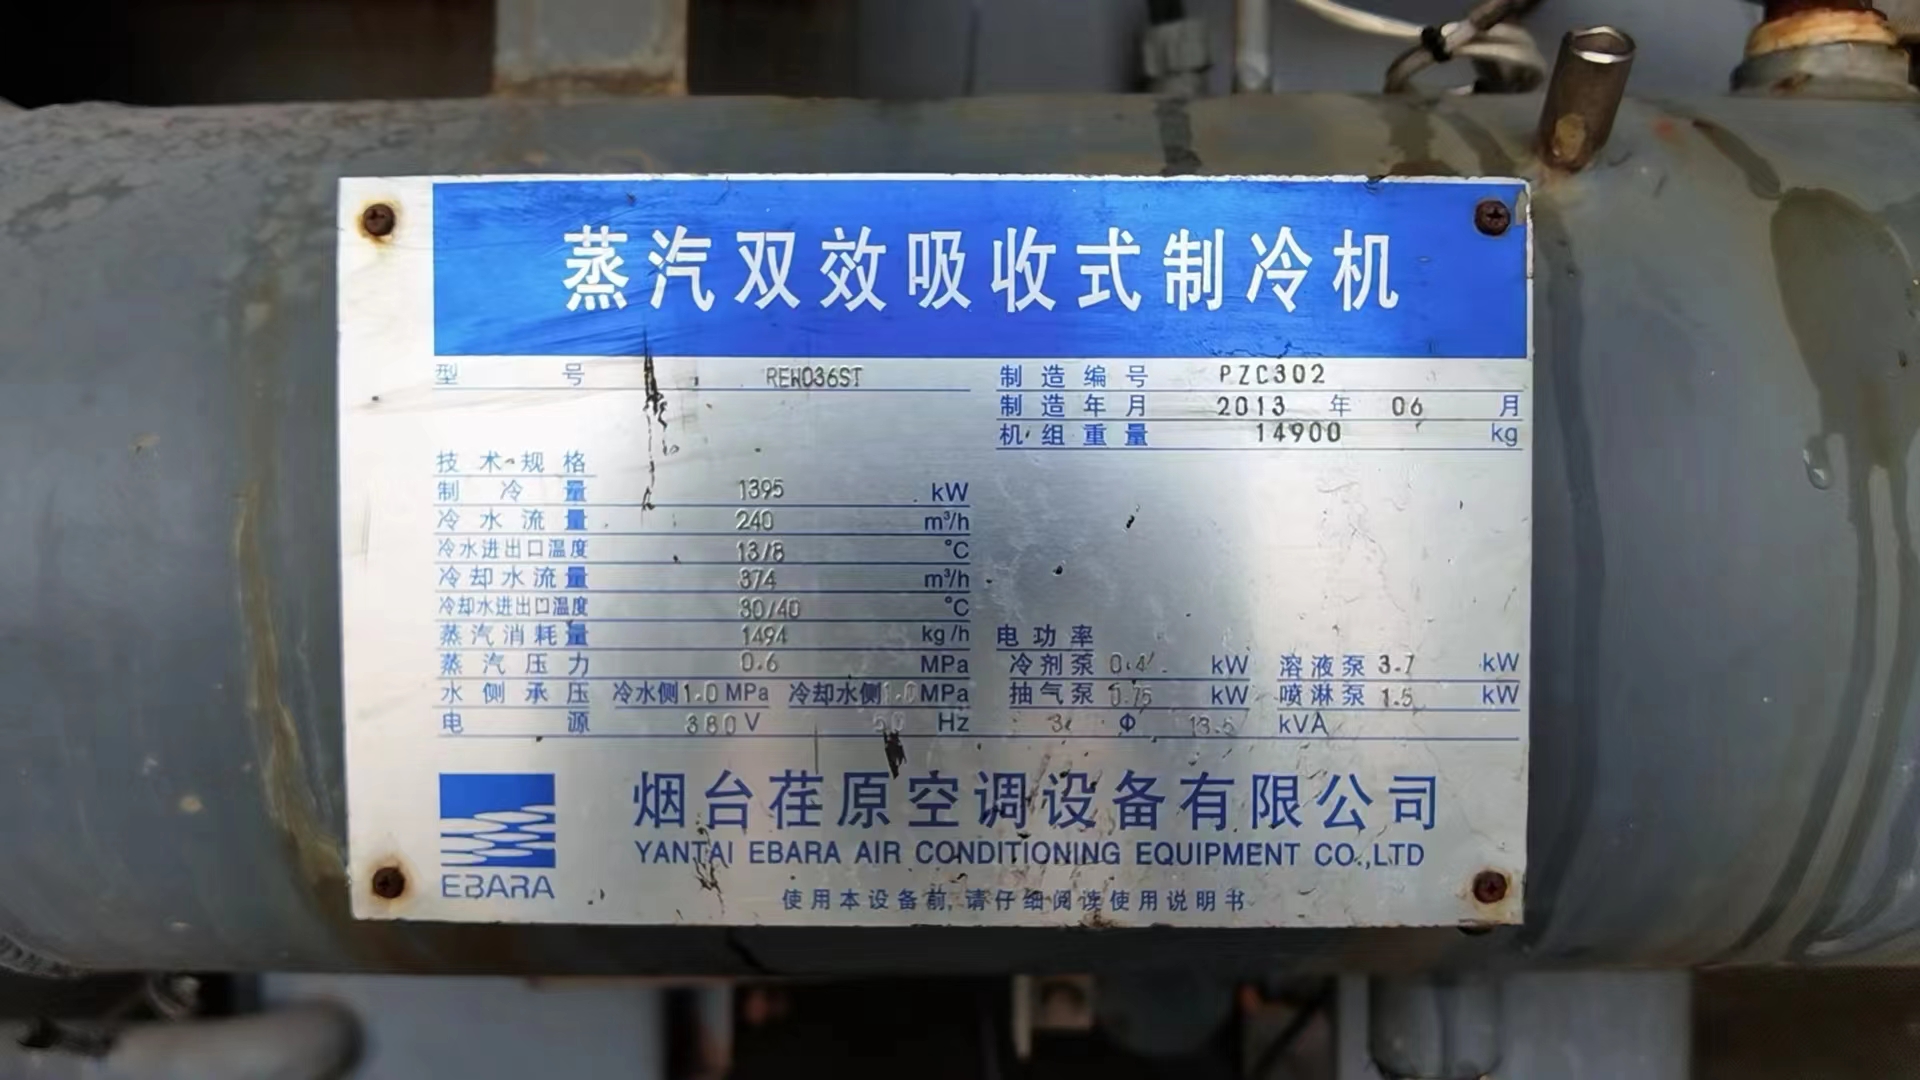 蒸汽双效吸收式制冷机
型号 REW036ST
制造编号 PZC302
制造年月 2013 年 06 月
机组重量 14900 kg
技术规格
制冷量 1395 kW
冷水流量 240 m³/h
冷水进出口温度 13/8 °C
冷却水流量 374 m³/h
冷却水进出口温度 30/40 °C
蒸汽消耗量 1494 kg/h
蒸汽压力 0.6 MPa
水侧承压 冷水侧1.0 MPa 冷却水侧1.0 MPa
电源 380 V 50 Hz 3 Φ kVA
电功率
冷剂泵 0.4 kW 溶液泵 3.7 kW
抽气泵 0.75 kW 喷淋泵 1.5 kW
烟台荏原空调设备有限公司
YANTAI EBARA AIR CONDITIONING EQUIPMENT CO.,LTD
EBARA
使用本设备前,请仔细阅读使用说明书